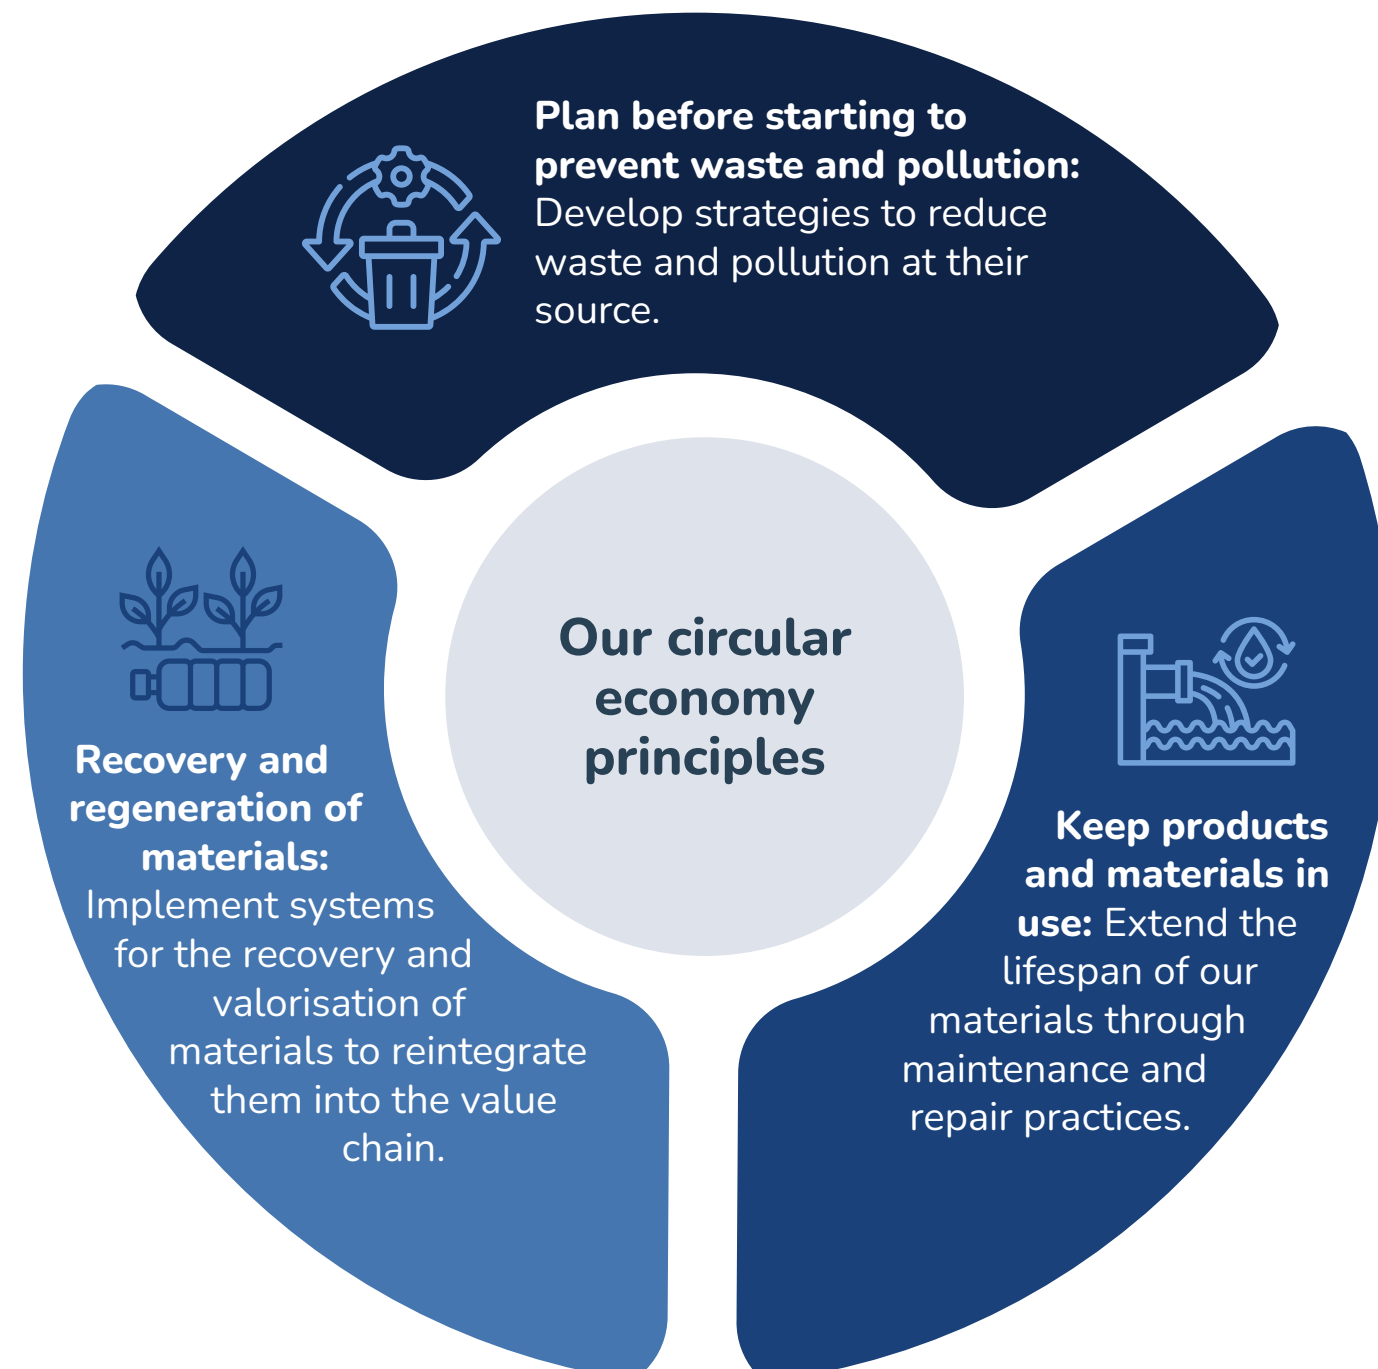 Plan before starting to
prevent waste and pollution:
Develop strategies to reduce
waste and pollution at their
source.
Our circular
economy
principles
Keep products
and materials in
use: Extend the
lifespan of our
materials through
maintenance and
repair practices.
Recovery and
regeneration of
materials:
Implement systems
for the recovery and
valorisation of
materials to reintegrate
them into the value
chain.